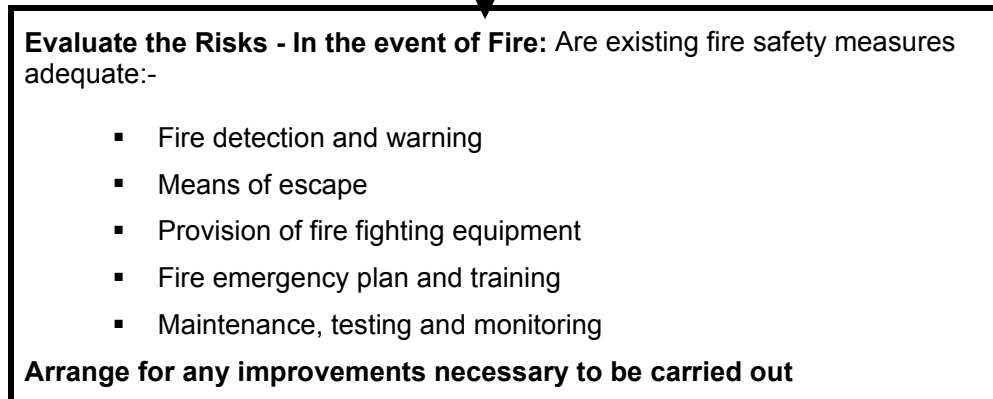 Evaluate the Risks - In the event of Fire: Are existing fire safety measures
adequate:-
▪ Fire detection and warning
▪ Means of escape
▪ Provision of fire fighting equipment
▪ Fire emergency plan and training
▪ Maintenance, testing and monitoring
Arrange for any improvements necessary to be carried out